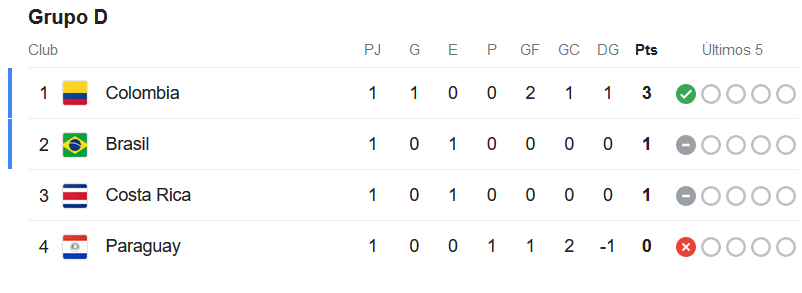 Grupo D
Club PJ G E P GF GC DG Pts Últimos 5
1 Colombia 1 1 0 0 2 1 1 3
2 Brasil 1 0 1 0 0 0 0 1
3 Costa Rica 1 0 1 0 0 0 0 1
4 Paraguay 1 0 0 1 1 2 -1 0